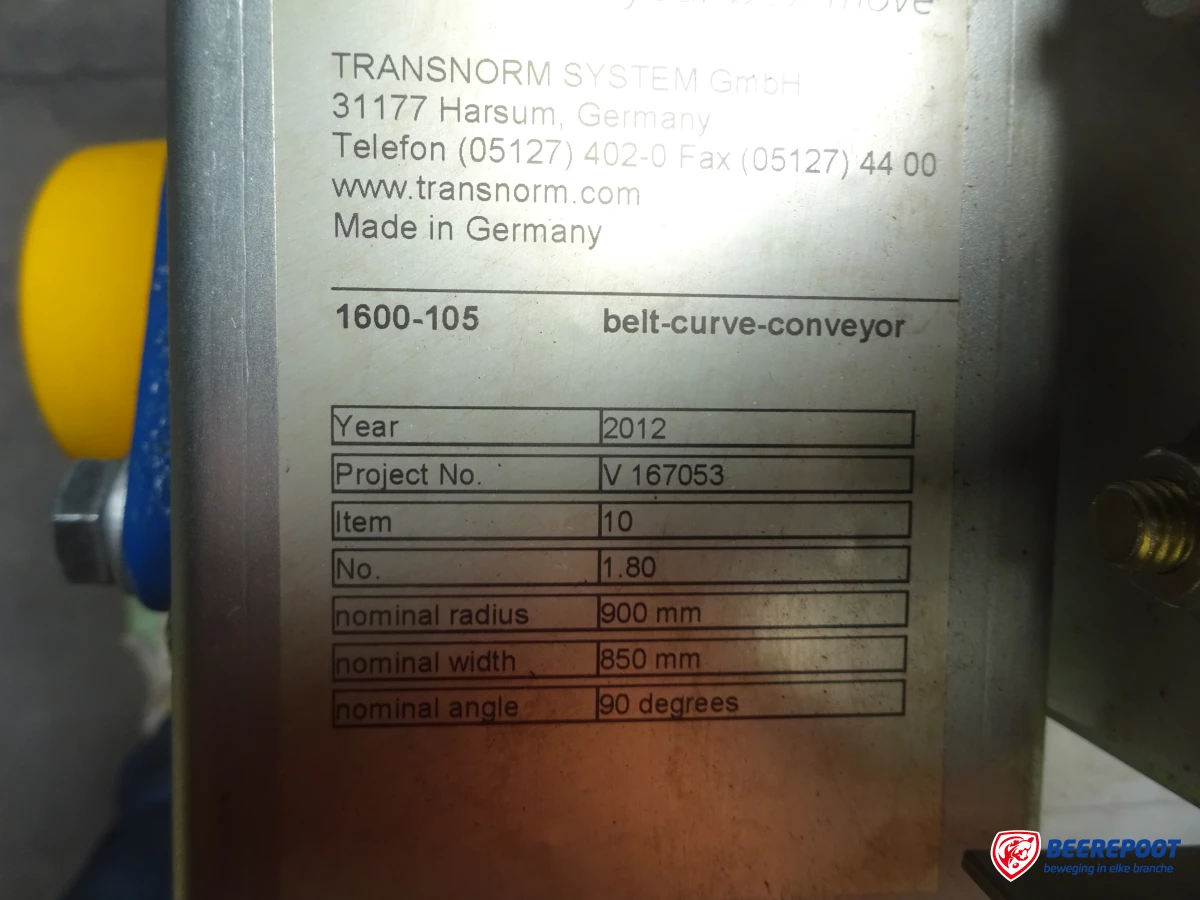 move
TRANSNORM SYSTEM GmbH
31177 Harsum, Germany
Telefon (05127) 402-0 Fax (05127) 44 00
www.transnorm.com
Made in Germany
1600-105 belt-curve-conveyor
Year 2012
Project No. V 167053
Item 10
No. 1.80
nominal radius 900 mm
nominal width 850 mm
nominal angle 90 degrees
BEEREPOOT
beweging in elke branche